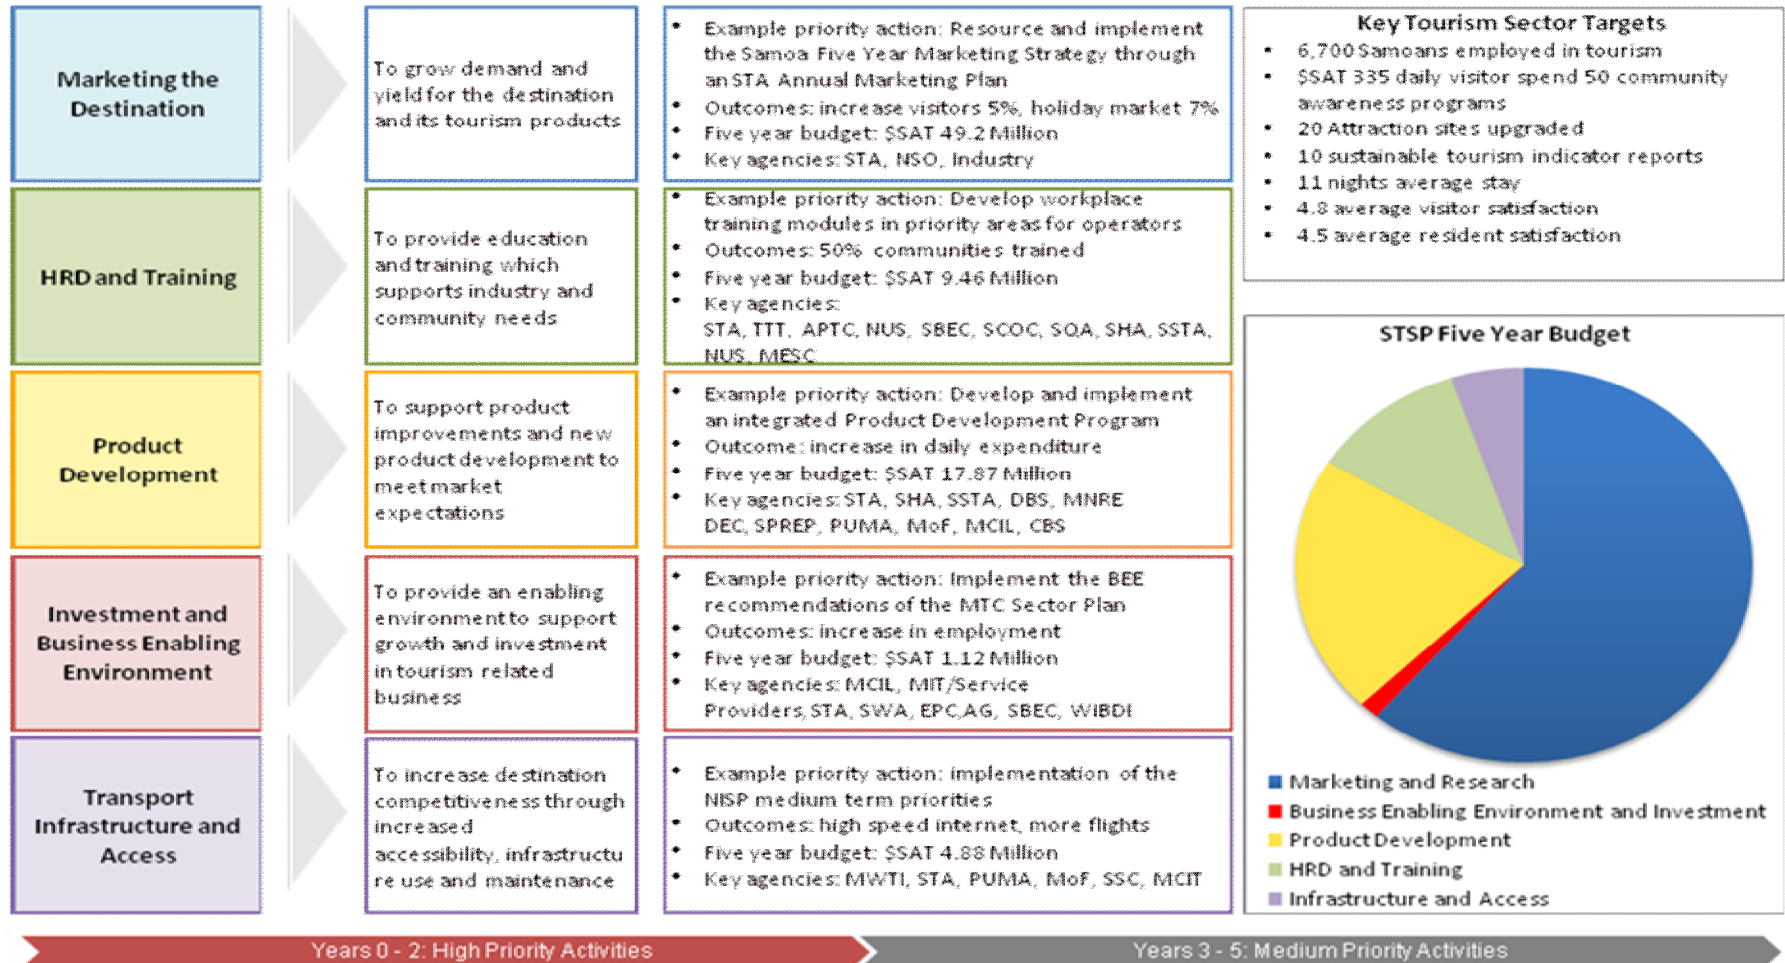 Marketing the
Destination
To grow demand and
yield for the destination
and its tourism products
• Example priority action: Resource and implement
the Samoa Five Year Marketing Strategy through
an STA Annual Marketing Plan
• Outcomes: increase visitors 5%, holiday market 7%
• Five year budget: $SAT 49.2 Million
• Key agencies: STA, NSO, Industry
HRD and Training
To provide education
and training which
supports industry and
community needs
• Example priority action: Develop workplace
training modules in priority areas for operators
• Outcomes: 50% communities trained
• Five year budget: $SAT 9.46 Million
• Key agencies:
STA, TTT, APTC, NUS, SBEC, SCOC, SQA, SHA, SSTA,
NUS, MESC
Product
Development
To support product
improvements and new
product development to
meet market
expectations
• Example priority action: Develop and implement
an integrated Product Development Program
• Outcome: increase in daily expenditure
• Five year budget: $SAT 17.87 Million
• Key agencies: STA, SHA, SSTA, DBS, MNRE
DEC, SPREP, PUMA, MoF, MCIL, CBS
Investment and
Business Enabling
Environment
To provide an enabling
environment to support
growth and investment
in tourism related
business
• Example priority action: Implement the BEE
recommendations of the MTC Sector Plan
• Outcomes: increase in employment
• Five year budget: $SAT 1.12 Million
• Key agencies: MCIL, MIT/Service
Providers, STA, SWA, EPC,AG, SBEC, WIBDI
Transport
Infrastructure and
Access
To increase destination
competitiveness through
increased
accessibility, infrastructu
re use and maintenance
• Example priority action: implementation of the
NISP medium term priorities
• Outcomes: high speed internet, more flights
• Five year budget: $SAT 4.88 Million
• Key agencies: MWTI, STA, PUMA, MoF, SSC, MCIT
Key Tourism Sector Targets
• 6,700 Samoans employed in tourism
• $SAT 335 daily visitor spend 50 community
awareness programs
• 20 Attraction sites upgraded
• 10 sustainable tourism indicator reports
• 11 nights average stay
• 4.8 average visitor satisfaction
• 4.5 average resident satisfaction
STSP Five Year Budget
Marketing and Research
Business Enabling Environment and Investment
Product Development
HRD and Training
Infrastructure and Access
Years 0 - 2: High Priority Activities
Years 3 - 5: Medium Priority Activities